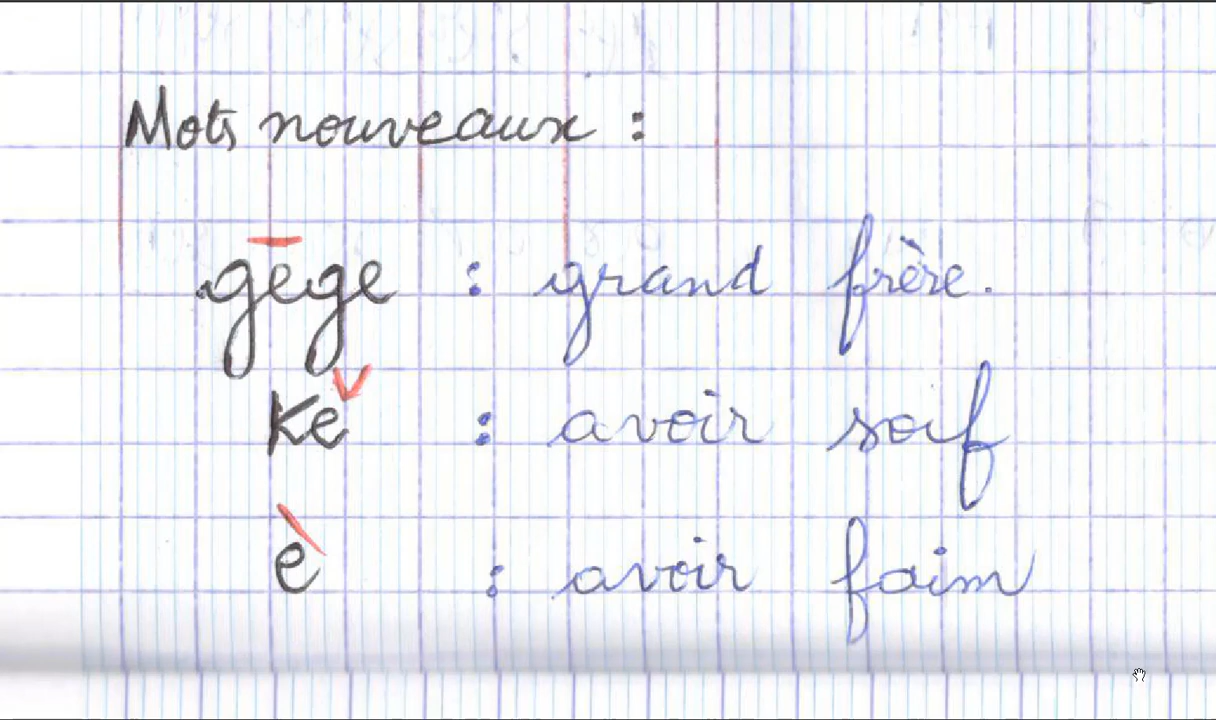 Mots nouveaux :
gēge : grand frère.
Kě : avoir soif
è : avoir faim